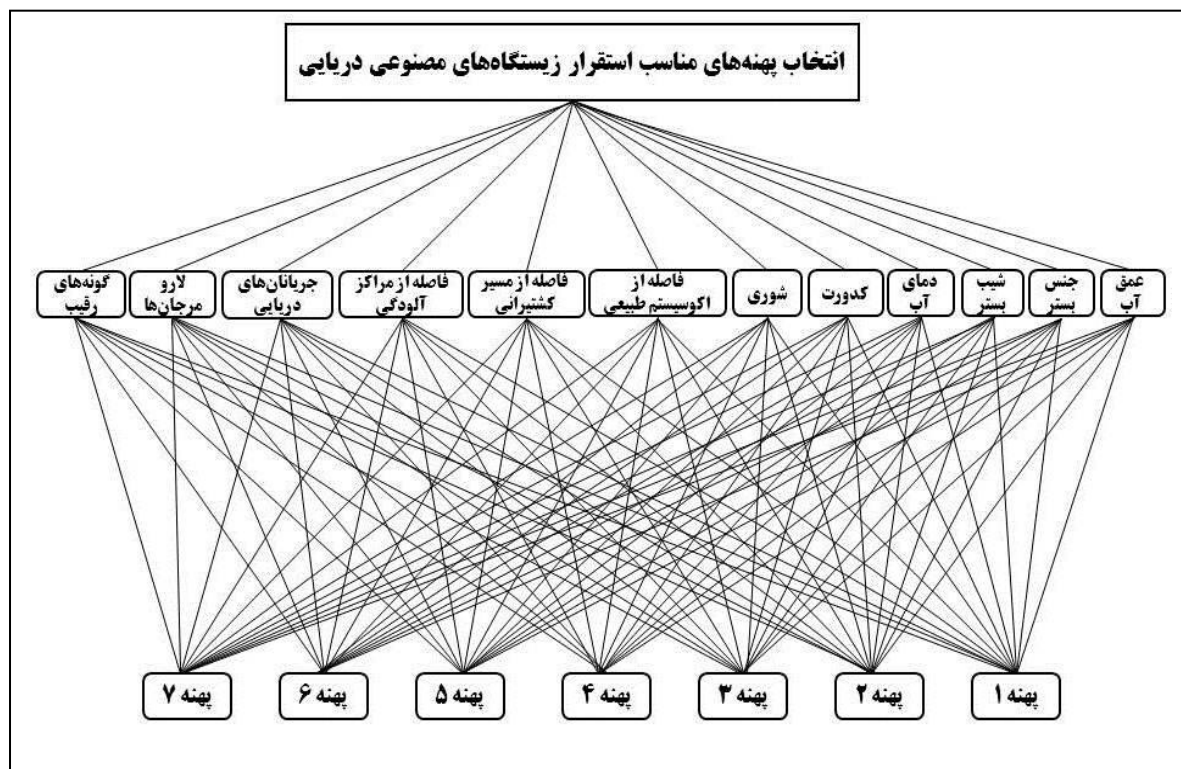 انتخاب پهنه‌های مناسب استقرار زیستگاه‌های مصنوعی دریایی
عمق
آب
جنس
بستر
شیب
بستر
دمای
آب
کدورت
شوری
فاصله از
اکوسیستم طبیعی
فاصله از مسیر
کشتیرانی
فاصله از مراکز
آلودگی
جریانان‌های
دریایی
لارو
مرجان‌ها
گونه‌های
رقیب
پهنه ۱
پهنه ۲
پهنه ۳
پهنه ۴
پهنه ۵
پهنه ۶
پهنه ۷